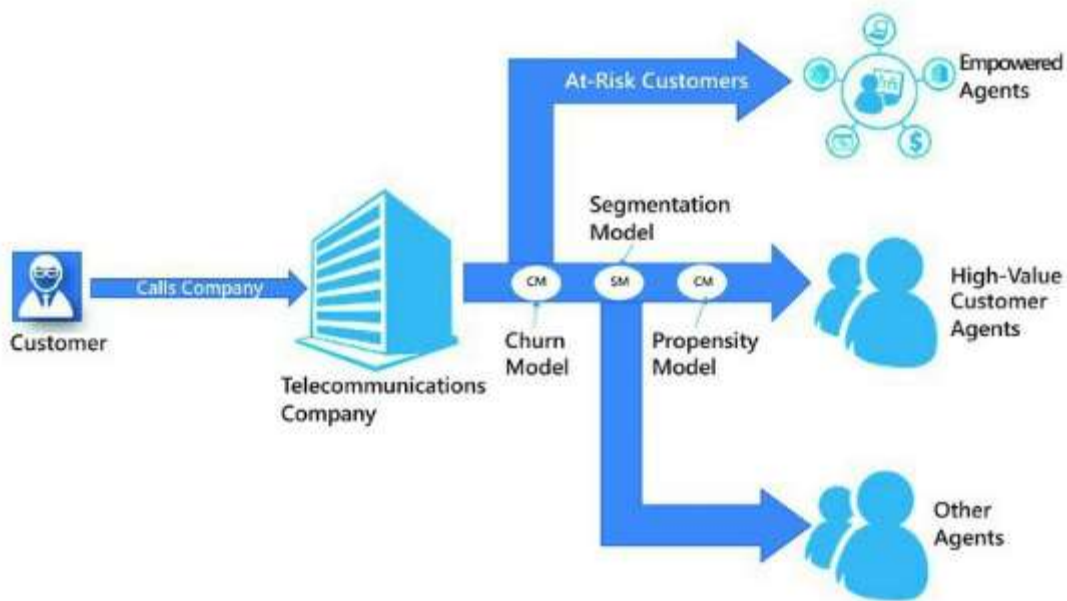 At-Risk Customers
Empowered
Agents
$
Segmentation
Model
Calls Company
CM
SM
CM
High-Value
Customer
Agents
Customer
Churn
Model
Propensity
Model
Telecommunications
Company
Other
Agents